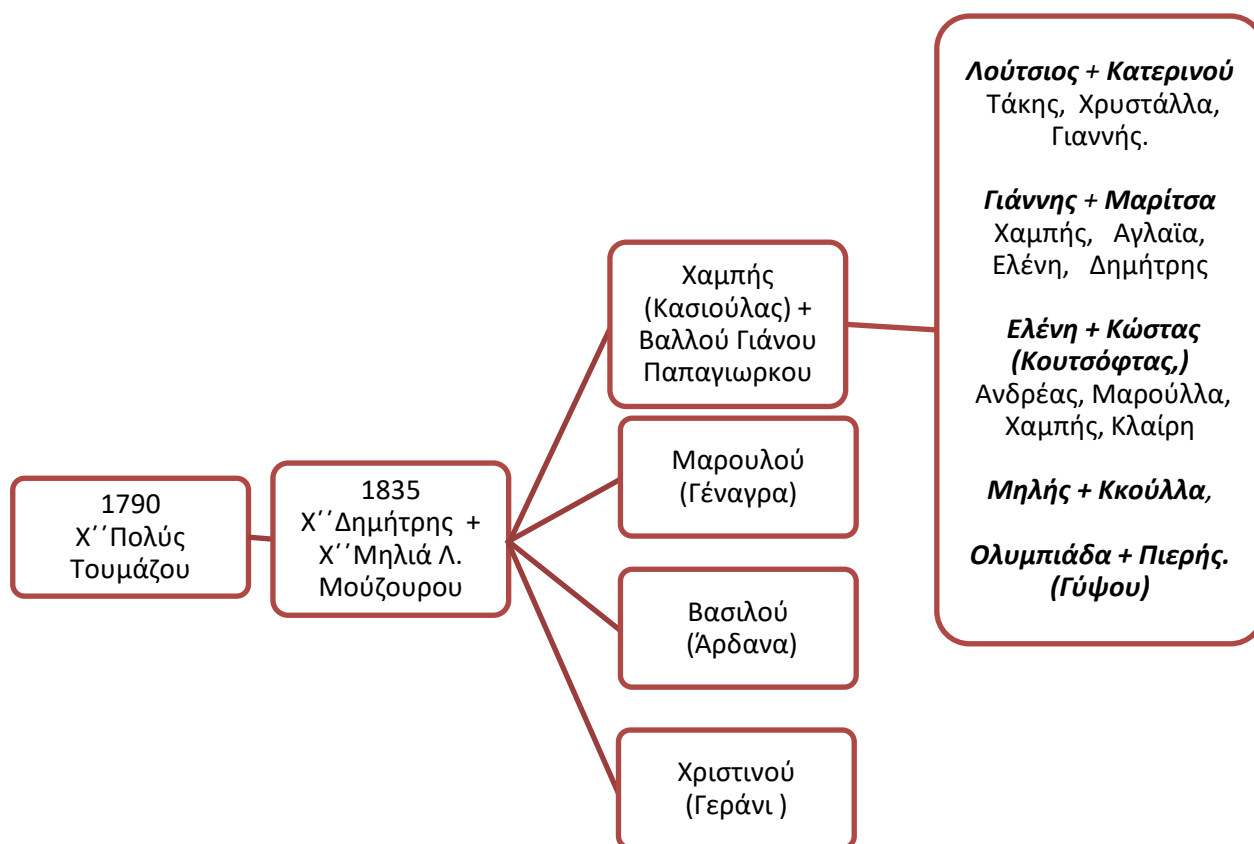 1790
Χ΄΄Πολύς
Τουμάζου
1835
Χ΄΄Δημήτρης +
Χ΄΄Μηλιά Λ.
Μούζουρου
Χαμπής
(Κασιούλας) +
Βαλλού Γιάνου
Παπαγιωρκου
Μαρουλού
(Γέναγρα)
Βασιλού
(Άρδανα)
Χριστινού
(Γεράνι )
Λούτσιος + Κατερινού
Τάκης, Χρυστάλλα,
Γιαννής.
Γιάννης + Μαρίτσα
Χαμπής, Αγλαϊα,
Ελένη, Δημήτρης
Ελένη + Κώστας
(Κουτσόφτας,)
Ανδρέας, Μαρούλλα,
Χαμπής, Κλαίρη
Μηλής + Κκούλλα,
Ολυμπιάδα + Πιερής.
(Γύψου)